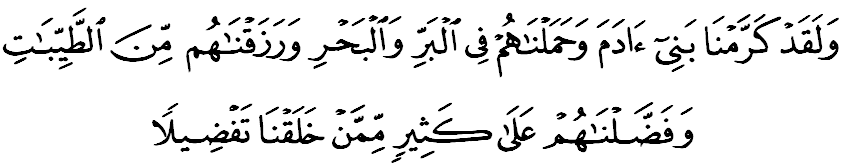 وَلَقَدْ كَرَّمْنَا بَنِىٓ ءَادَمَ وَحَمَلْنَٰهُمْ فِى ٱلْبَرِّ وَٱلْبَحْرِ وَرَزَقْنَٰهُم مِّنَ ٱلطَّيِّبَٰتِ
وَفَضَّلْنَٰهُمْ عَلَىٰ كَثِيرٍ مِّمَّنْ خَلَقْنَا تَفْضِيلًا